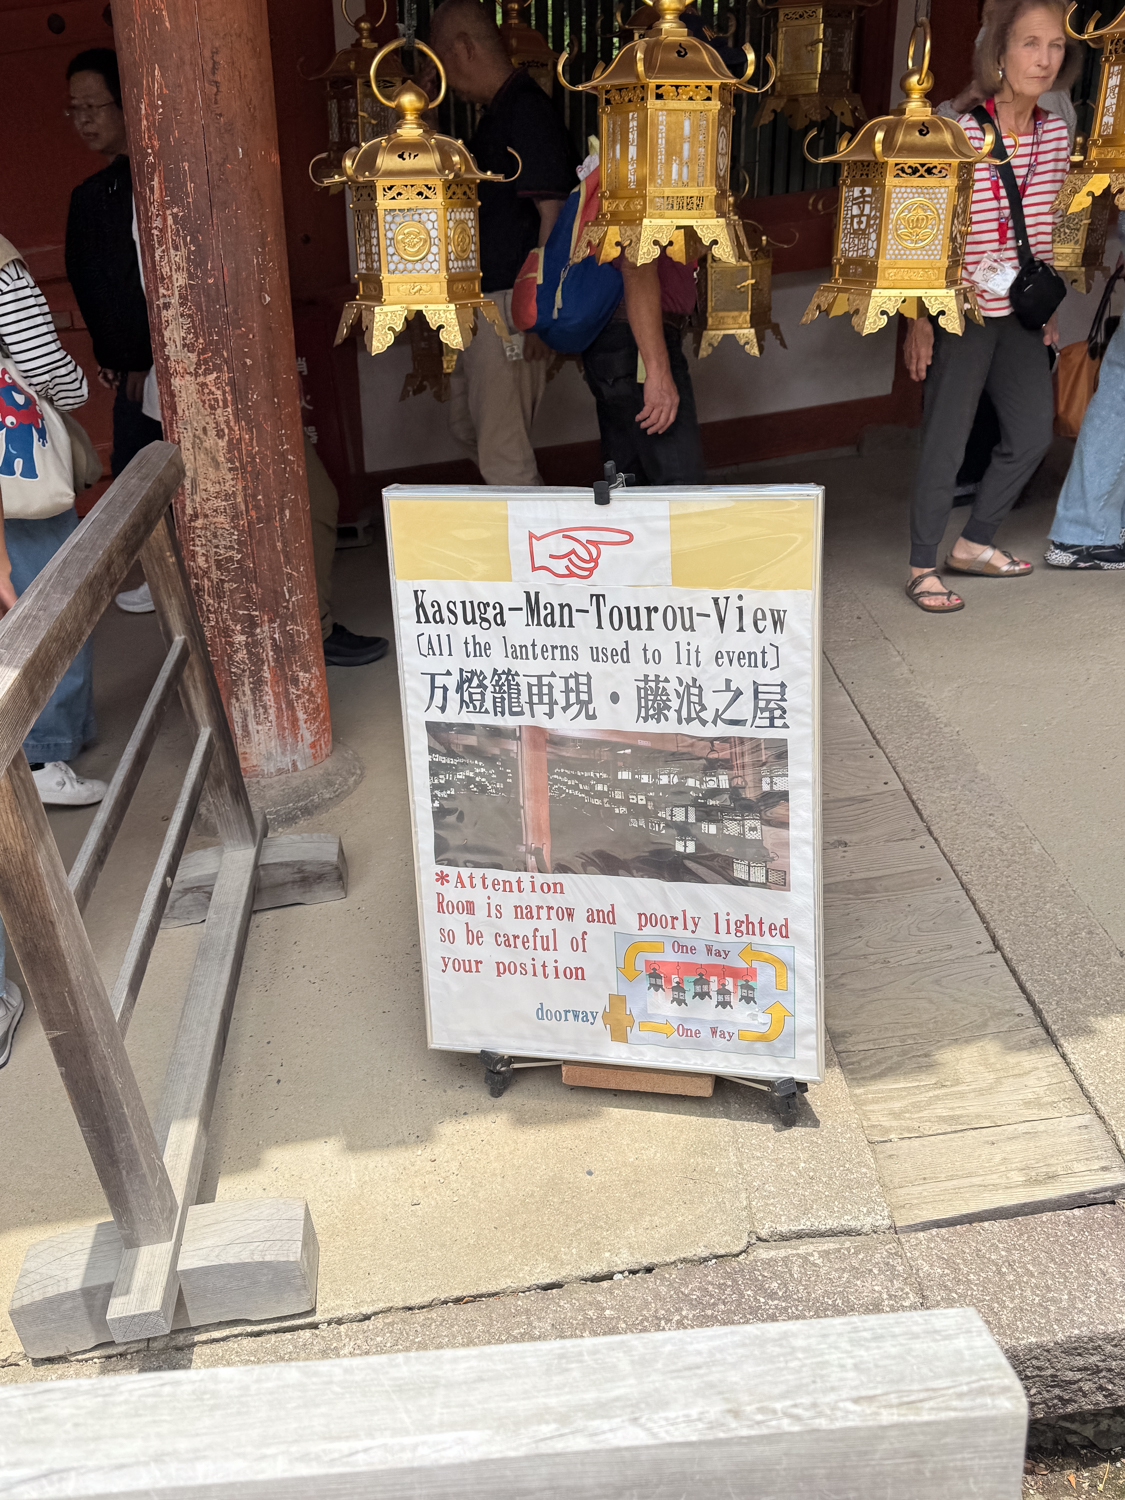 Kasuga-Man-Tourou-View
〔All the lanterns used to lit event〕
万燈籠再現・藤浪之屋
*Attention
Room is narrow and poorly lighted
so be careful of
your position
One Way
doorway
One Way